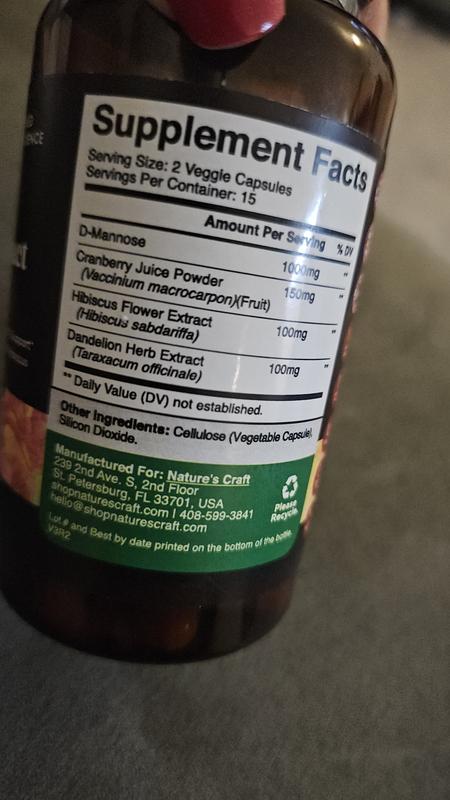 Supplement Facts
Serving Size: 2 Veggie Capsules
Servings Per Container: 15
Amount Per Serving % DV
D-Mannose 1000mg **
Cranberry Juice Powder 150mg **
(Vaccinium macrocarpon)(Fruit)
Hibiscus Flower Extract 100mg **
(Hibiscus sabdariffa)
Dandelion Herb Extract 100mg **
(Taraxacum officinale)
** Daily Value (DV) not established.
Other Ingredients: Cellulose (Vegetable Capsule),
Silicon Dioxide.
Manufactured For: Nature's Craft
239 2nd Ave. S, 2nd Floor
St. Petersburg, FL 33701, USA
shopnaturescraft.com | 408-599-3841
hello@shopnaturescraft.com
Please
Recycle.
Lot # and Best by date printed on the bottom of the bottle.
V3R2